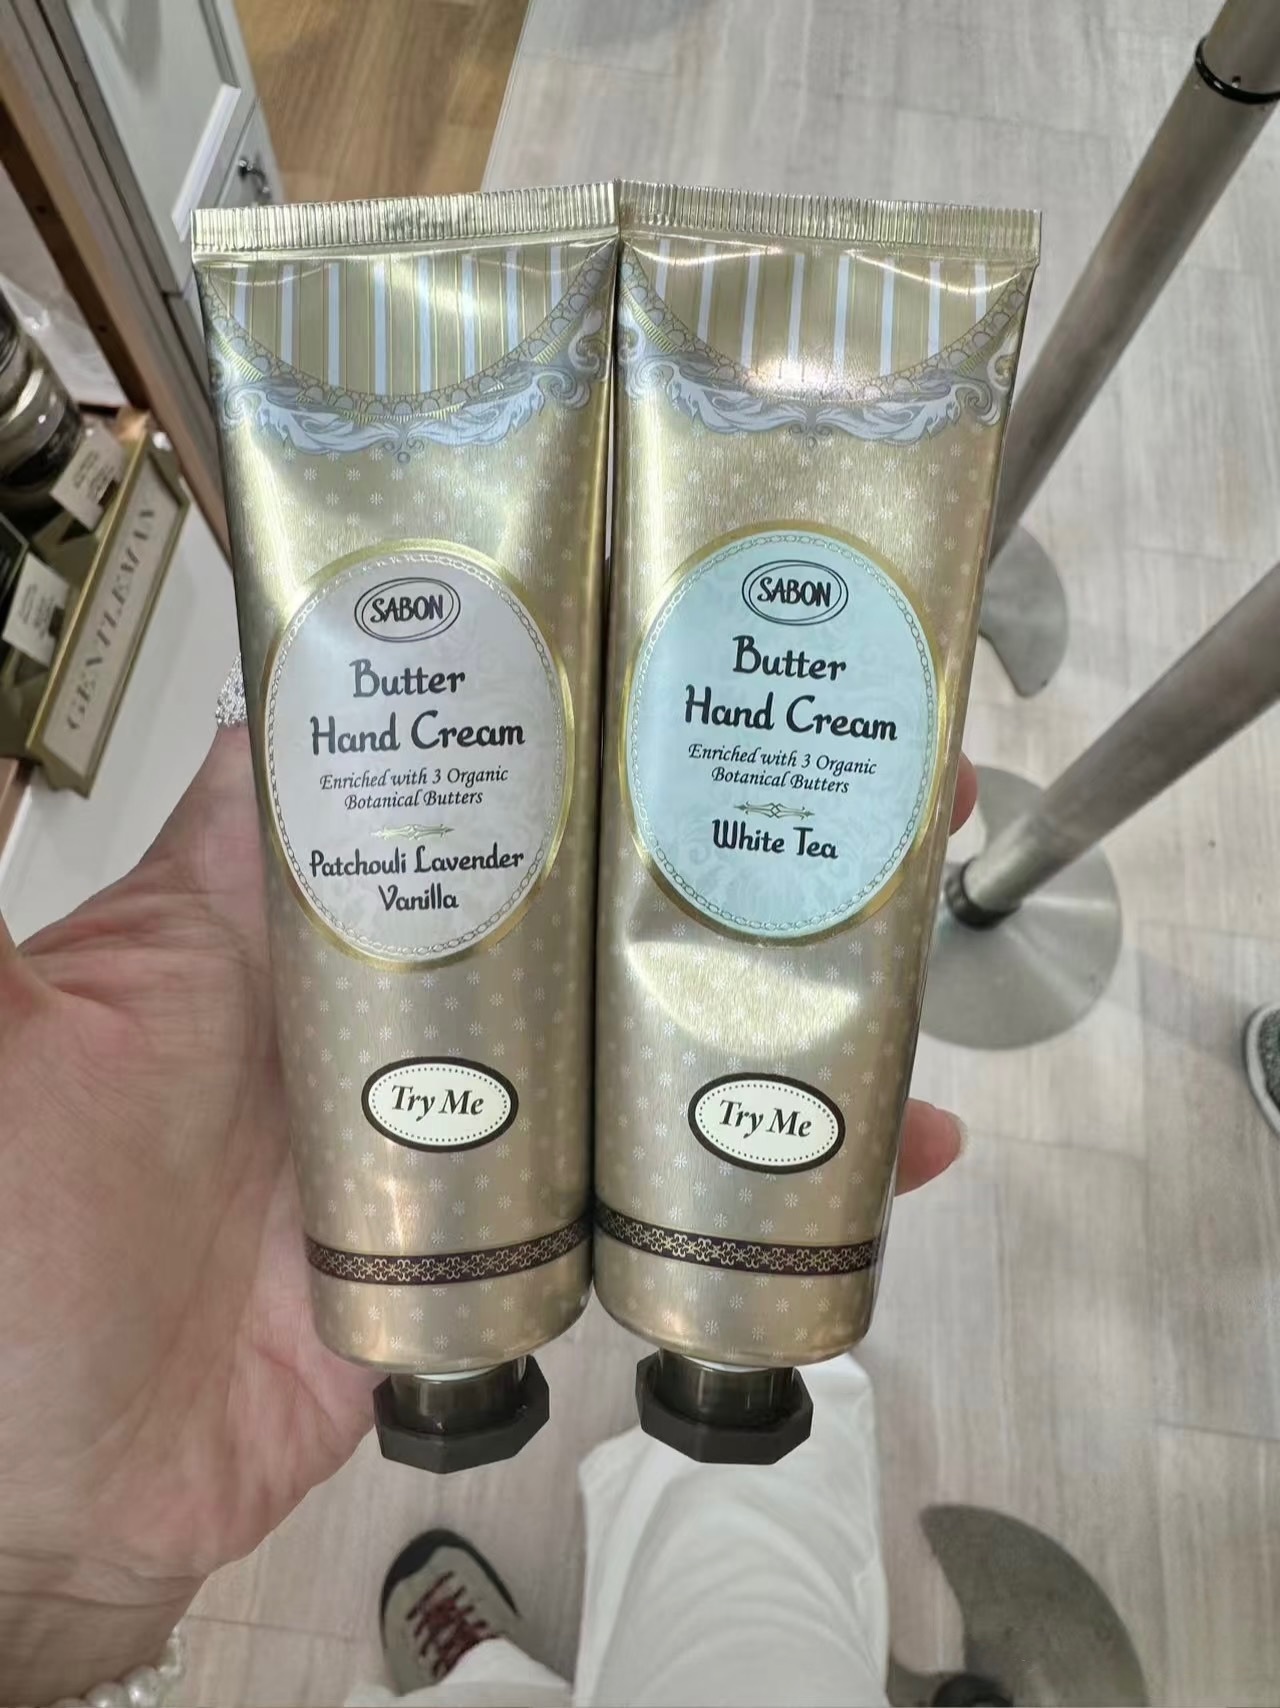 SABON
Butter
Hand Cream
Enriched with 3 Organic
Botanical Butters
Patchouli Lavender
Vanilla
Try Me
SABON
Butter
Hand Cream
Enriched with 3 Organic
Botanical Butters
White Tea
Try Me
GENTLEMAN